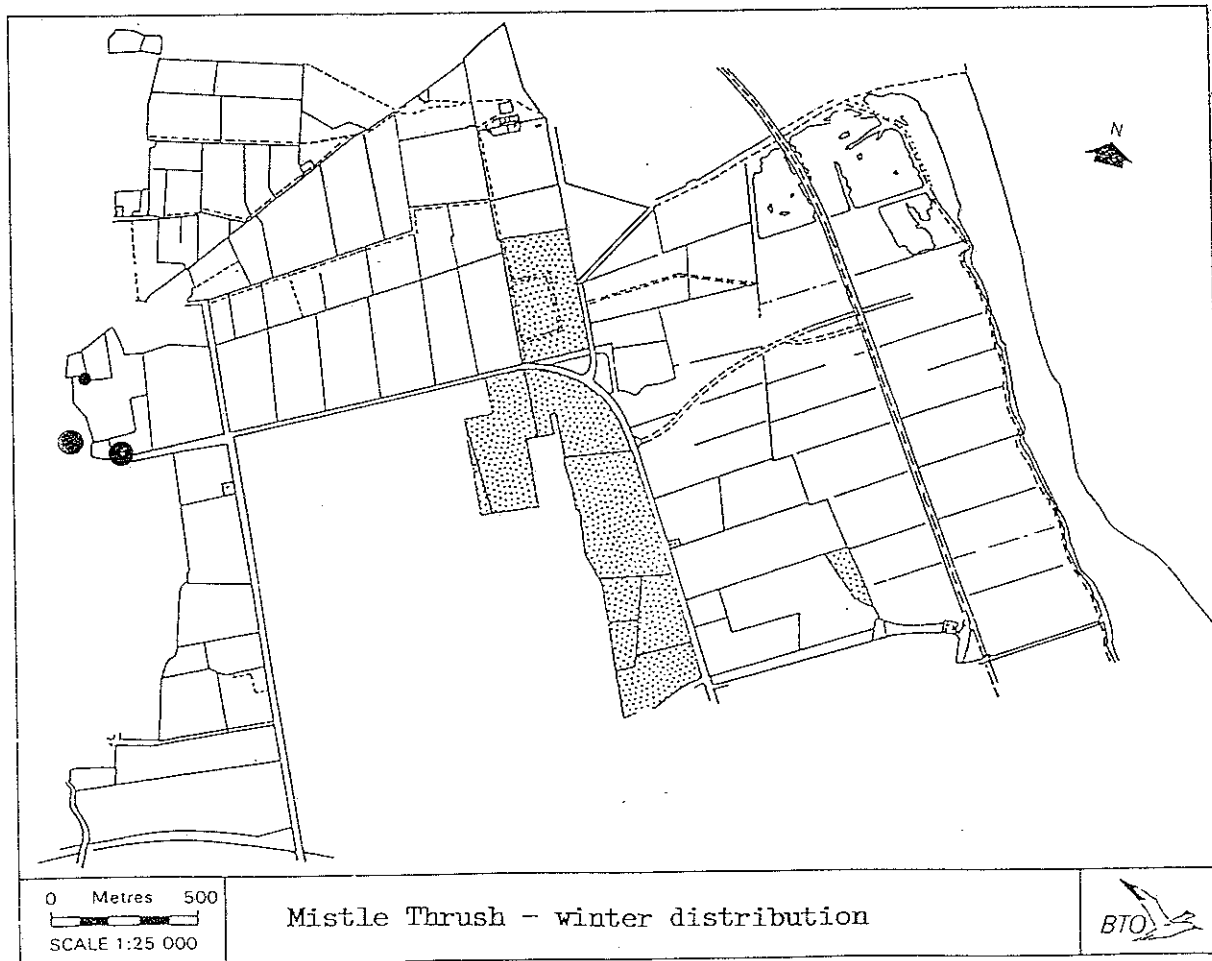 N
0 Metres 500
SCALE 1:25 000
Mistle Thrush - winter distribution
BTO